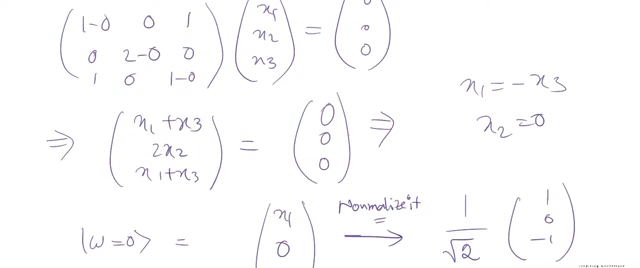 (1-0 0 1) (x1) = (0)
(0 2-0 0) (x2) (0)
(1 0 1-0) (x3) (0)
x1 = -x3
x2 = 0
⇒ (x1+x3) = (0) ⇒
(2x2) (0)
(x1+x3) (0)
|ω=0⟩ = (x1) Normalize it → 1/√2 (1)
(0) (0)
(-1)